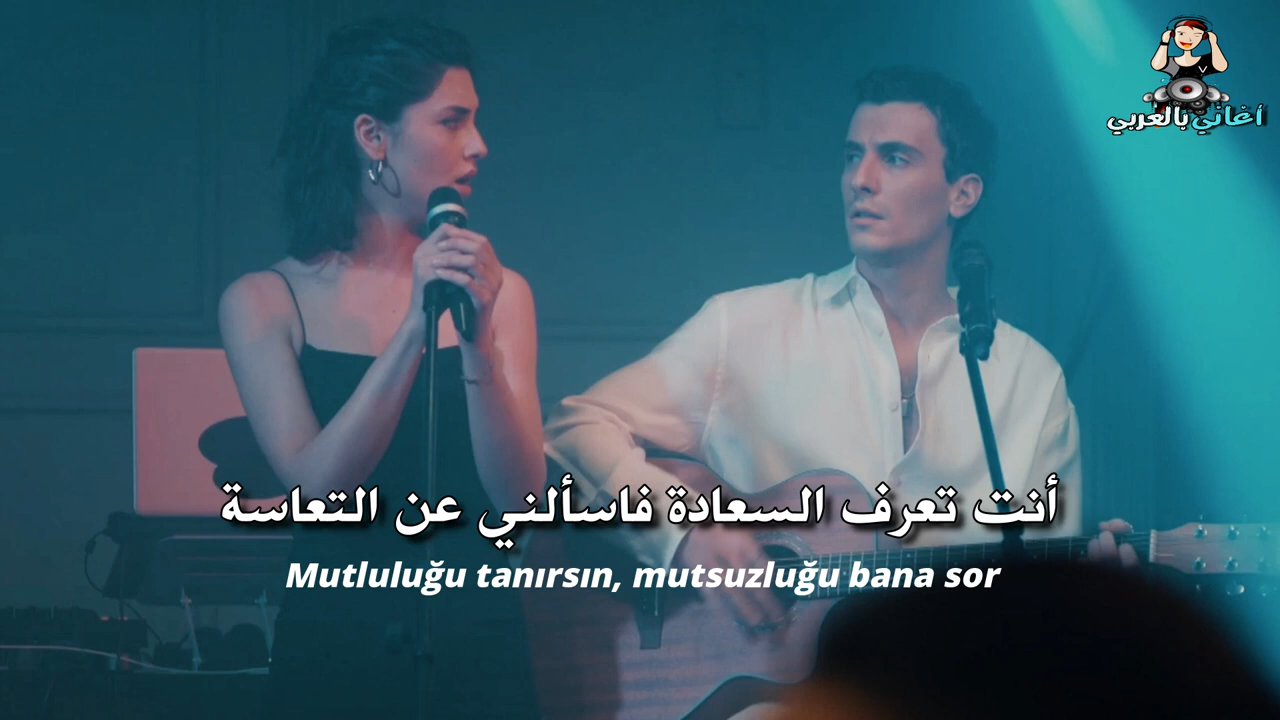 أغاني بالعربي
أنت تعرف السعادة فاسألني عن التعاسة
Mutluluğu tanırsın, mutsuzluğu bana sor